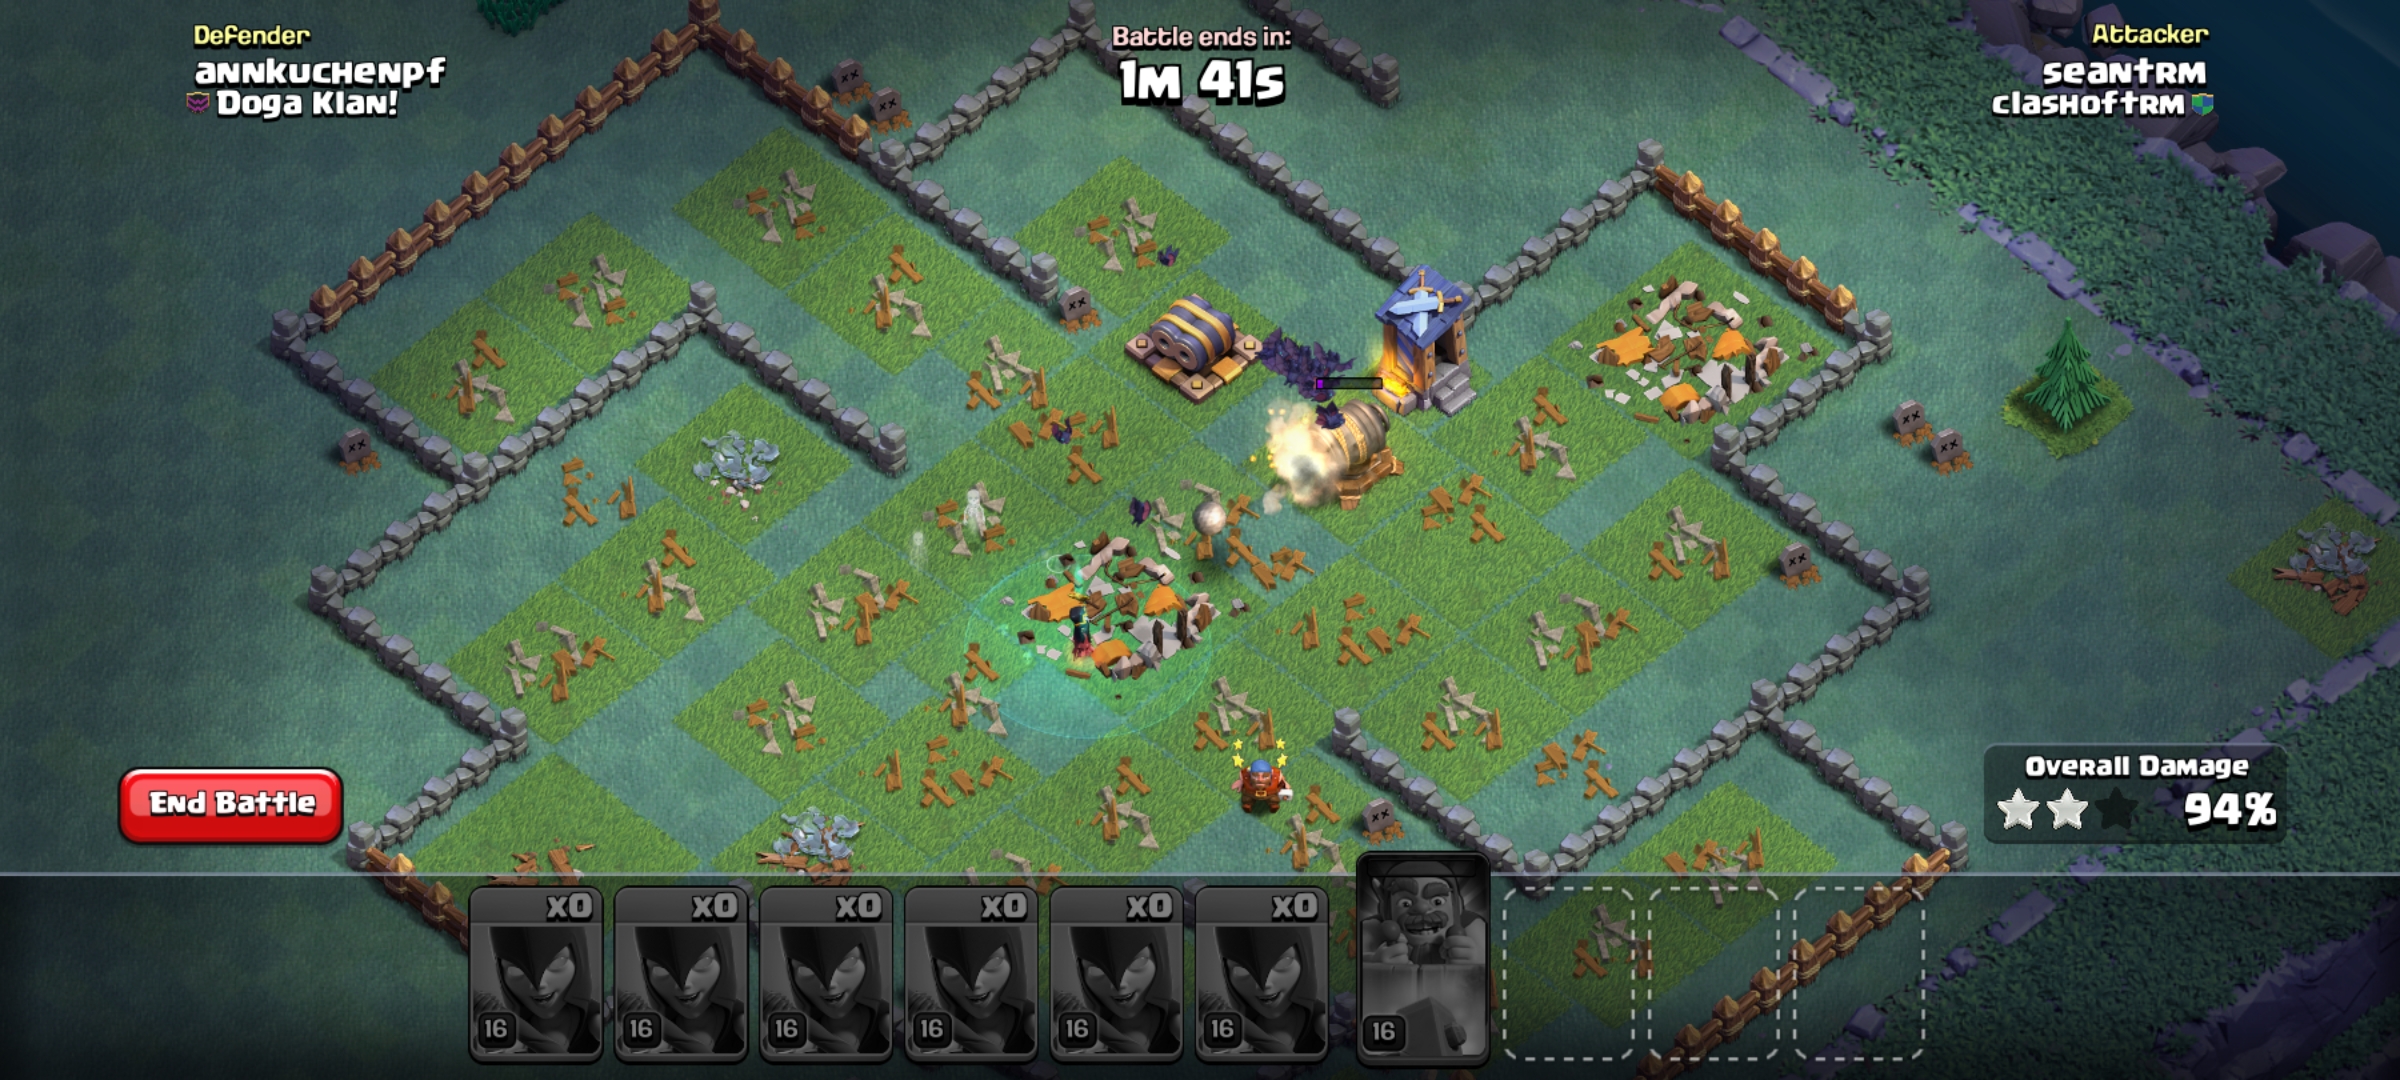 Defender
annkuchenpf
Doga Klan!
Battle ends in:
1M 41s
Attacker
seantRM
clashoftRM
End Battle
Overall Damage
94%
x0
x0
x0
x0
x0
x0
16
16
16
16
16
16
16